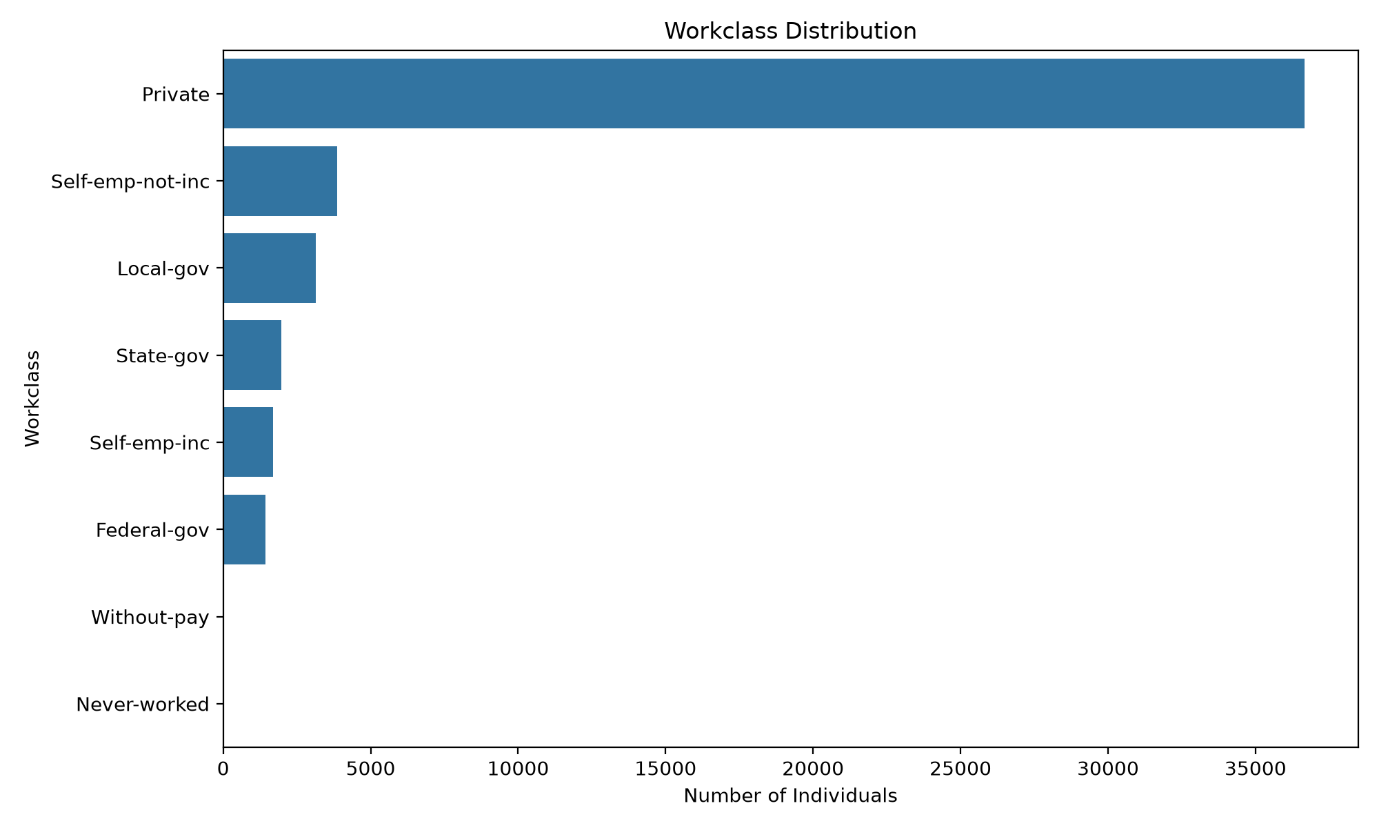 Workclass Distribution
Private
Self-emp-not-inc
Local-gov
State-gov
Self-emp-inc
Federal-gov
Without-pay
Never-worked
Workclass
0 5000 10000 15000 20000 25000 30000 35000
Number of Individuals